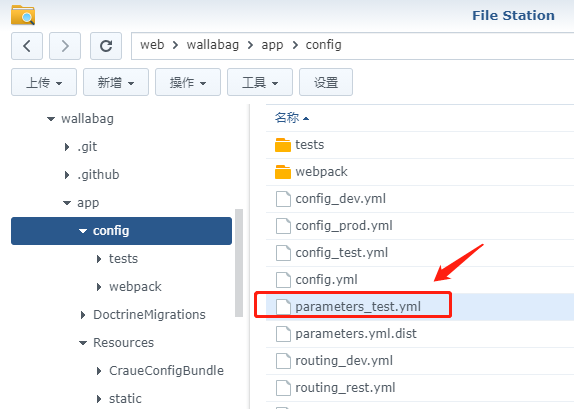 File Station
web wallabag app config
上传 新增 操作 工具 设置
wallabag
.git
.github
app
config
tests
webpack
DoctrineMigrations
Resources
CraueConfigBundle
static
名称
tests
webpack
config_dev.yml
config_prod.yml
config_test.yml
config.yml
parameters_test.yml
parameters.yml.dist
routing_dev.yml
routing_rest.yml